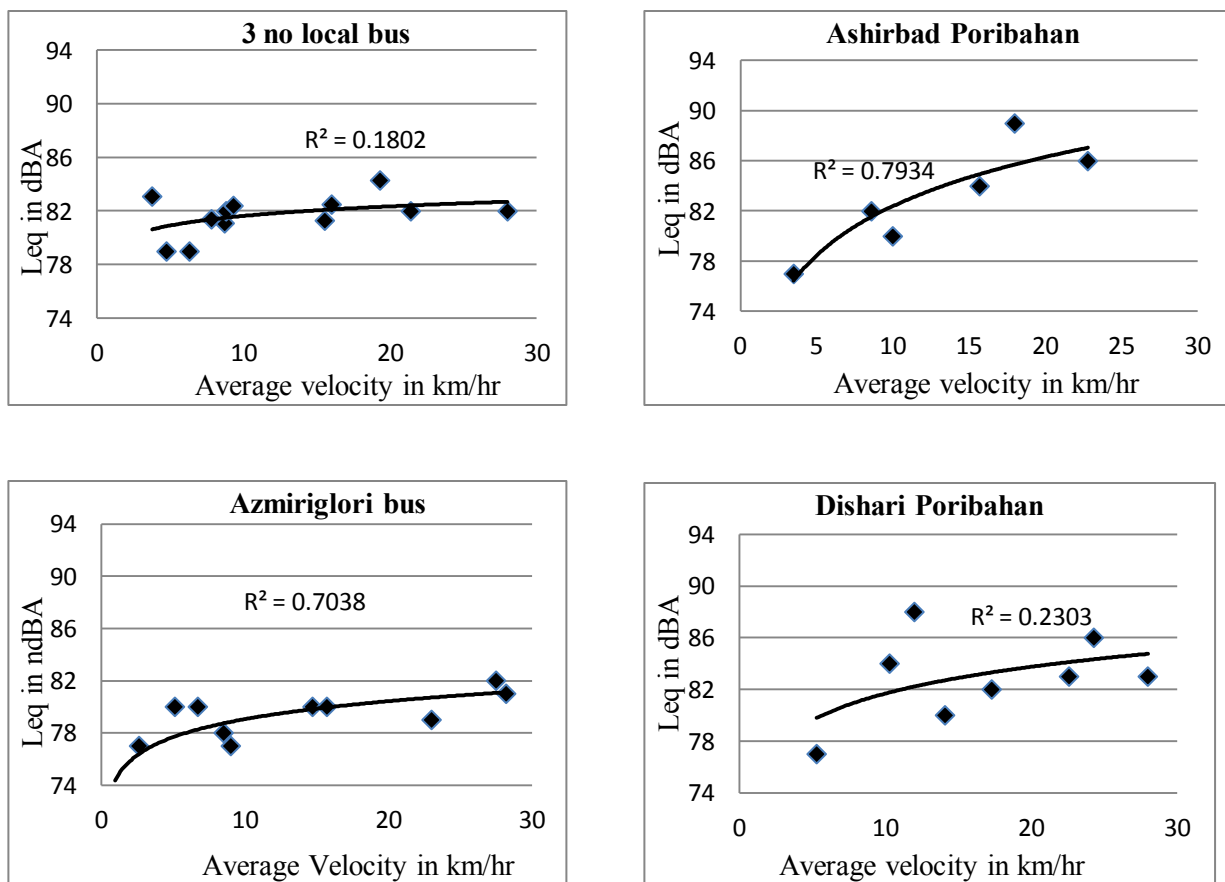 3 no local bus
94
90
86
82
78
74
Leq in dBA
R² = 0.1802
0 10 20 30
Average velocity in km/hr
Ashirbad Poribahan
94
90
86
82
78
74
Leq in dBA
R² = 0.7934
0 5 10 15 20 25 30
Average velocity in km/hr
Azmiriglori bus
94
90
86
82
78
74
Leq in ndBA
R² = 0.7038
0 10 20 30
Average Velocity in km/hr
Dishari Poribahan
94
90
86
82
78
74
Leq in dBA
R² = 0.2303
0 10 20 30
Average velocity in km/hr